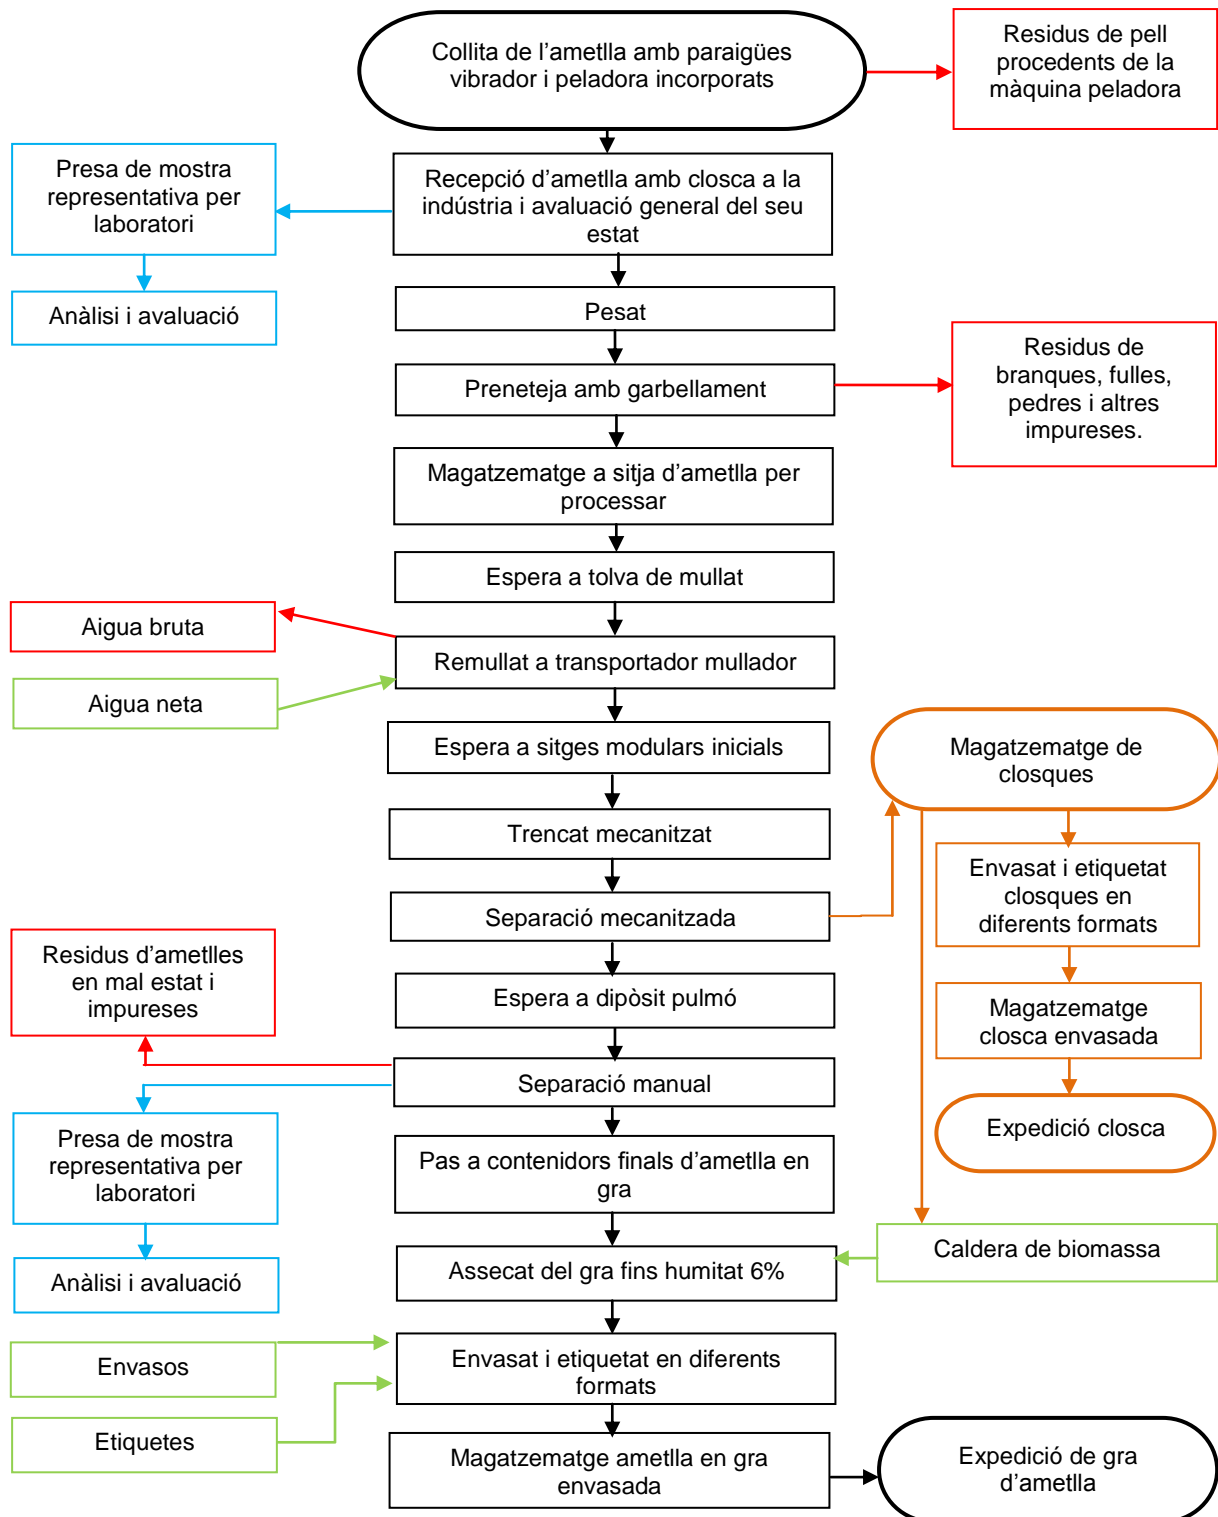 Collita de l’ametlla amb paraigües
vibrador i peladora incorporats
Residus de pell
procedents de la
màquina peladora
Presa de mostra
representativa per
laboratori
Recepció d’ametlla amb closca a la
indústria i avaluació general del seu
estat
Anàlisi i avaluació
Pesat
Preneteja amb garbellament
Residus de
branques, fulles,
pedres i altres
impureses.
Magatzematge a sitja d’ametlla per
processar
Espera a tolva de mullat
Aigua bruta
Remullat a transportador mullador
Aigua neta
Espera a sitges modulars inicials
Magatzematge de
closques
Trencat mecanitzat
Envasat i etiquetat
closques en
diferents formats
Separació mecanitzada
Residus d’ametlles
en mal estat i
impureses
Espera a dipòsit pulmó
Magatzematge
closca envasada
Separació manual
Expedició closca
Presa de mostra
representativa per
laboratori
Pas a contenidors finals d’ametlla en
gra
Caldera de biomassa
Anàlisi i avaluació
Assecat del gra fins humitat 6%
Envasos
Envasat i etiquetat en diferents
formats
Etiquetes
Magatzematge ametlla en gra
envasada
Expedició de gra
d’ametlla